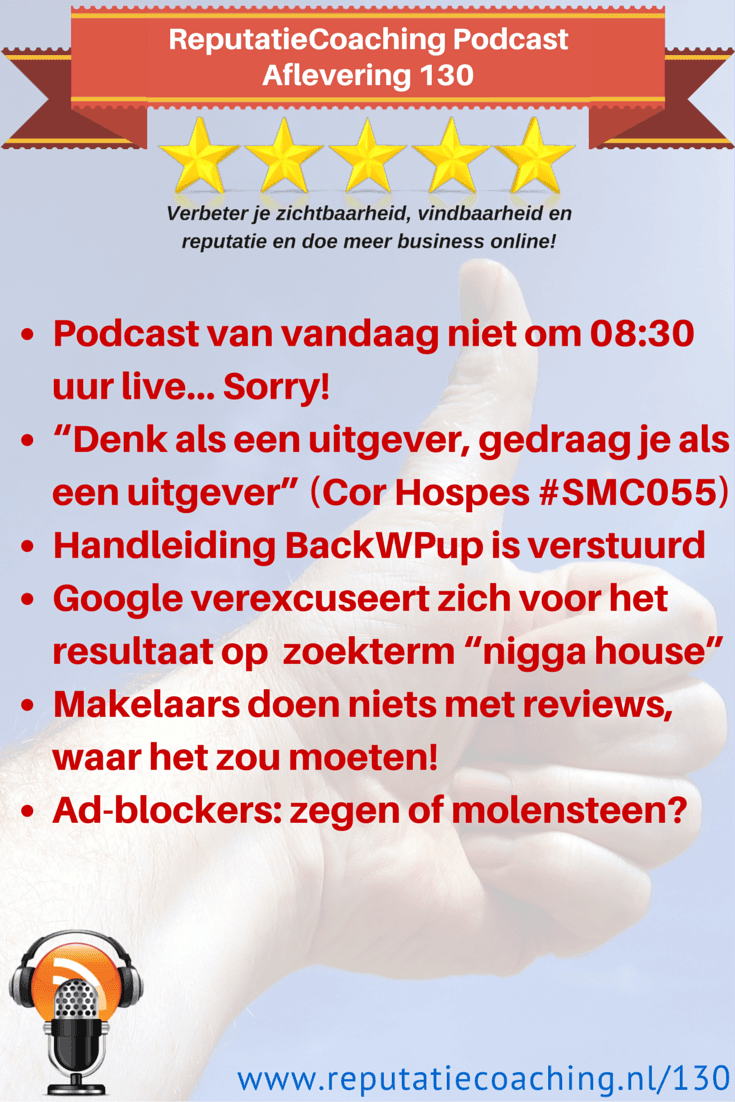 ReputatieCoaching Podcast
Aflevering 130
Verbeter je zichtbaarheid, vindbaarheid en
reputatie en doe meer business online!
• Podcast van vandaag niet om 08:30
uur live... Sorry!
• “Denk als een uitgever, gedraag je als
een uitgever” (Cor Hospes #SMC055)
• Handleiding BackWPup is verstuurd
• Google verexcuseert zich voor het
resultaat op zoekterm “nigga house”
• Makelaars doen niets met reviews,
waar het zou moeten!
• Ad-blockers: zegen of molensteen?
www.reputatiecoaching.nl/130